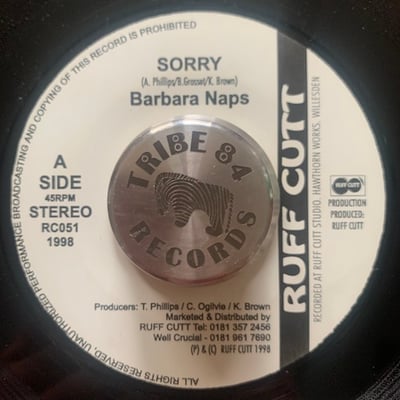 UNAUTHORIZED PERFORMANCE BROADCASTING AND COPYING OF THIS RECORD IS PROHIBITED
ALL RIGHTS RESERVED,
SORRY
(A. Phillips/B.Grosset/K. Brown)
Barbara Naps
A
SIDE
45RPM
STEREO
RC051
1998
TRIBE 84
RECORDS
RUFF CUTT
RECORDED AT RUFF CUTT STUDIO. HAWTHORN WORKS. WILLESDEN
RUFF CUTT
PRODUCTION
PRODUCED:
RUFF CUTT
Producers: T. Phillips / C. Ogilvie / K. Brown
Marketed & Distributed by
RUFF CUTT Tel: 0181 357 2456
Well Crucial - 0181 961 7690
(P) & (C) RUFF CUTT 1998